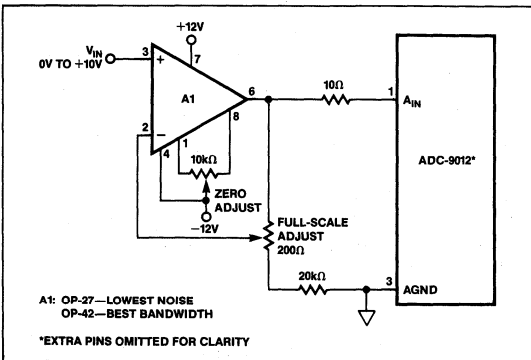 +12V
V_IN
0V TO +10V
3
+
7
A1
6
8
2
−
4
1
10kΩ
ZERO
ADJUST
−12V
10Ω
1
A_IN
ADC-9012*
FULL-SCALE
ADJUST
200Ω
20kΩ
3
AGND
A1: OP-27—LOWEST NOISE
OP-42—BEST BANDWIDTH
*EXTRA PINS OMITTED FOR CLARITY